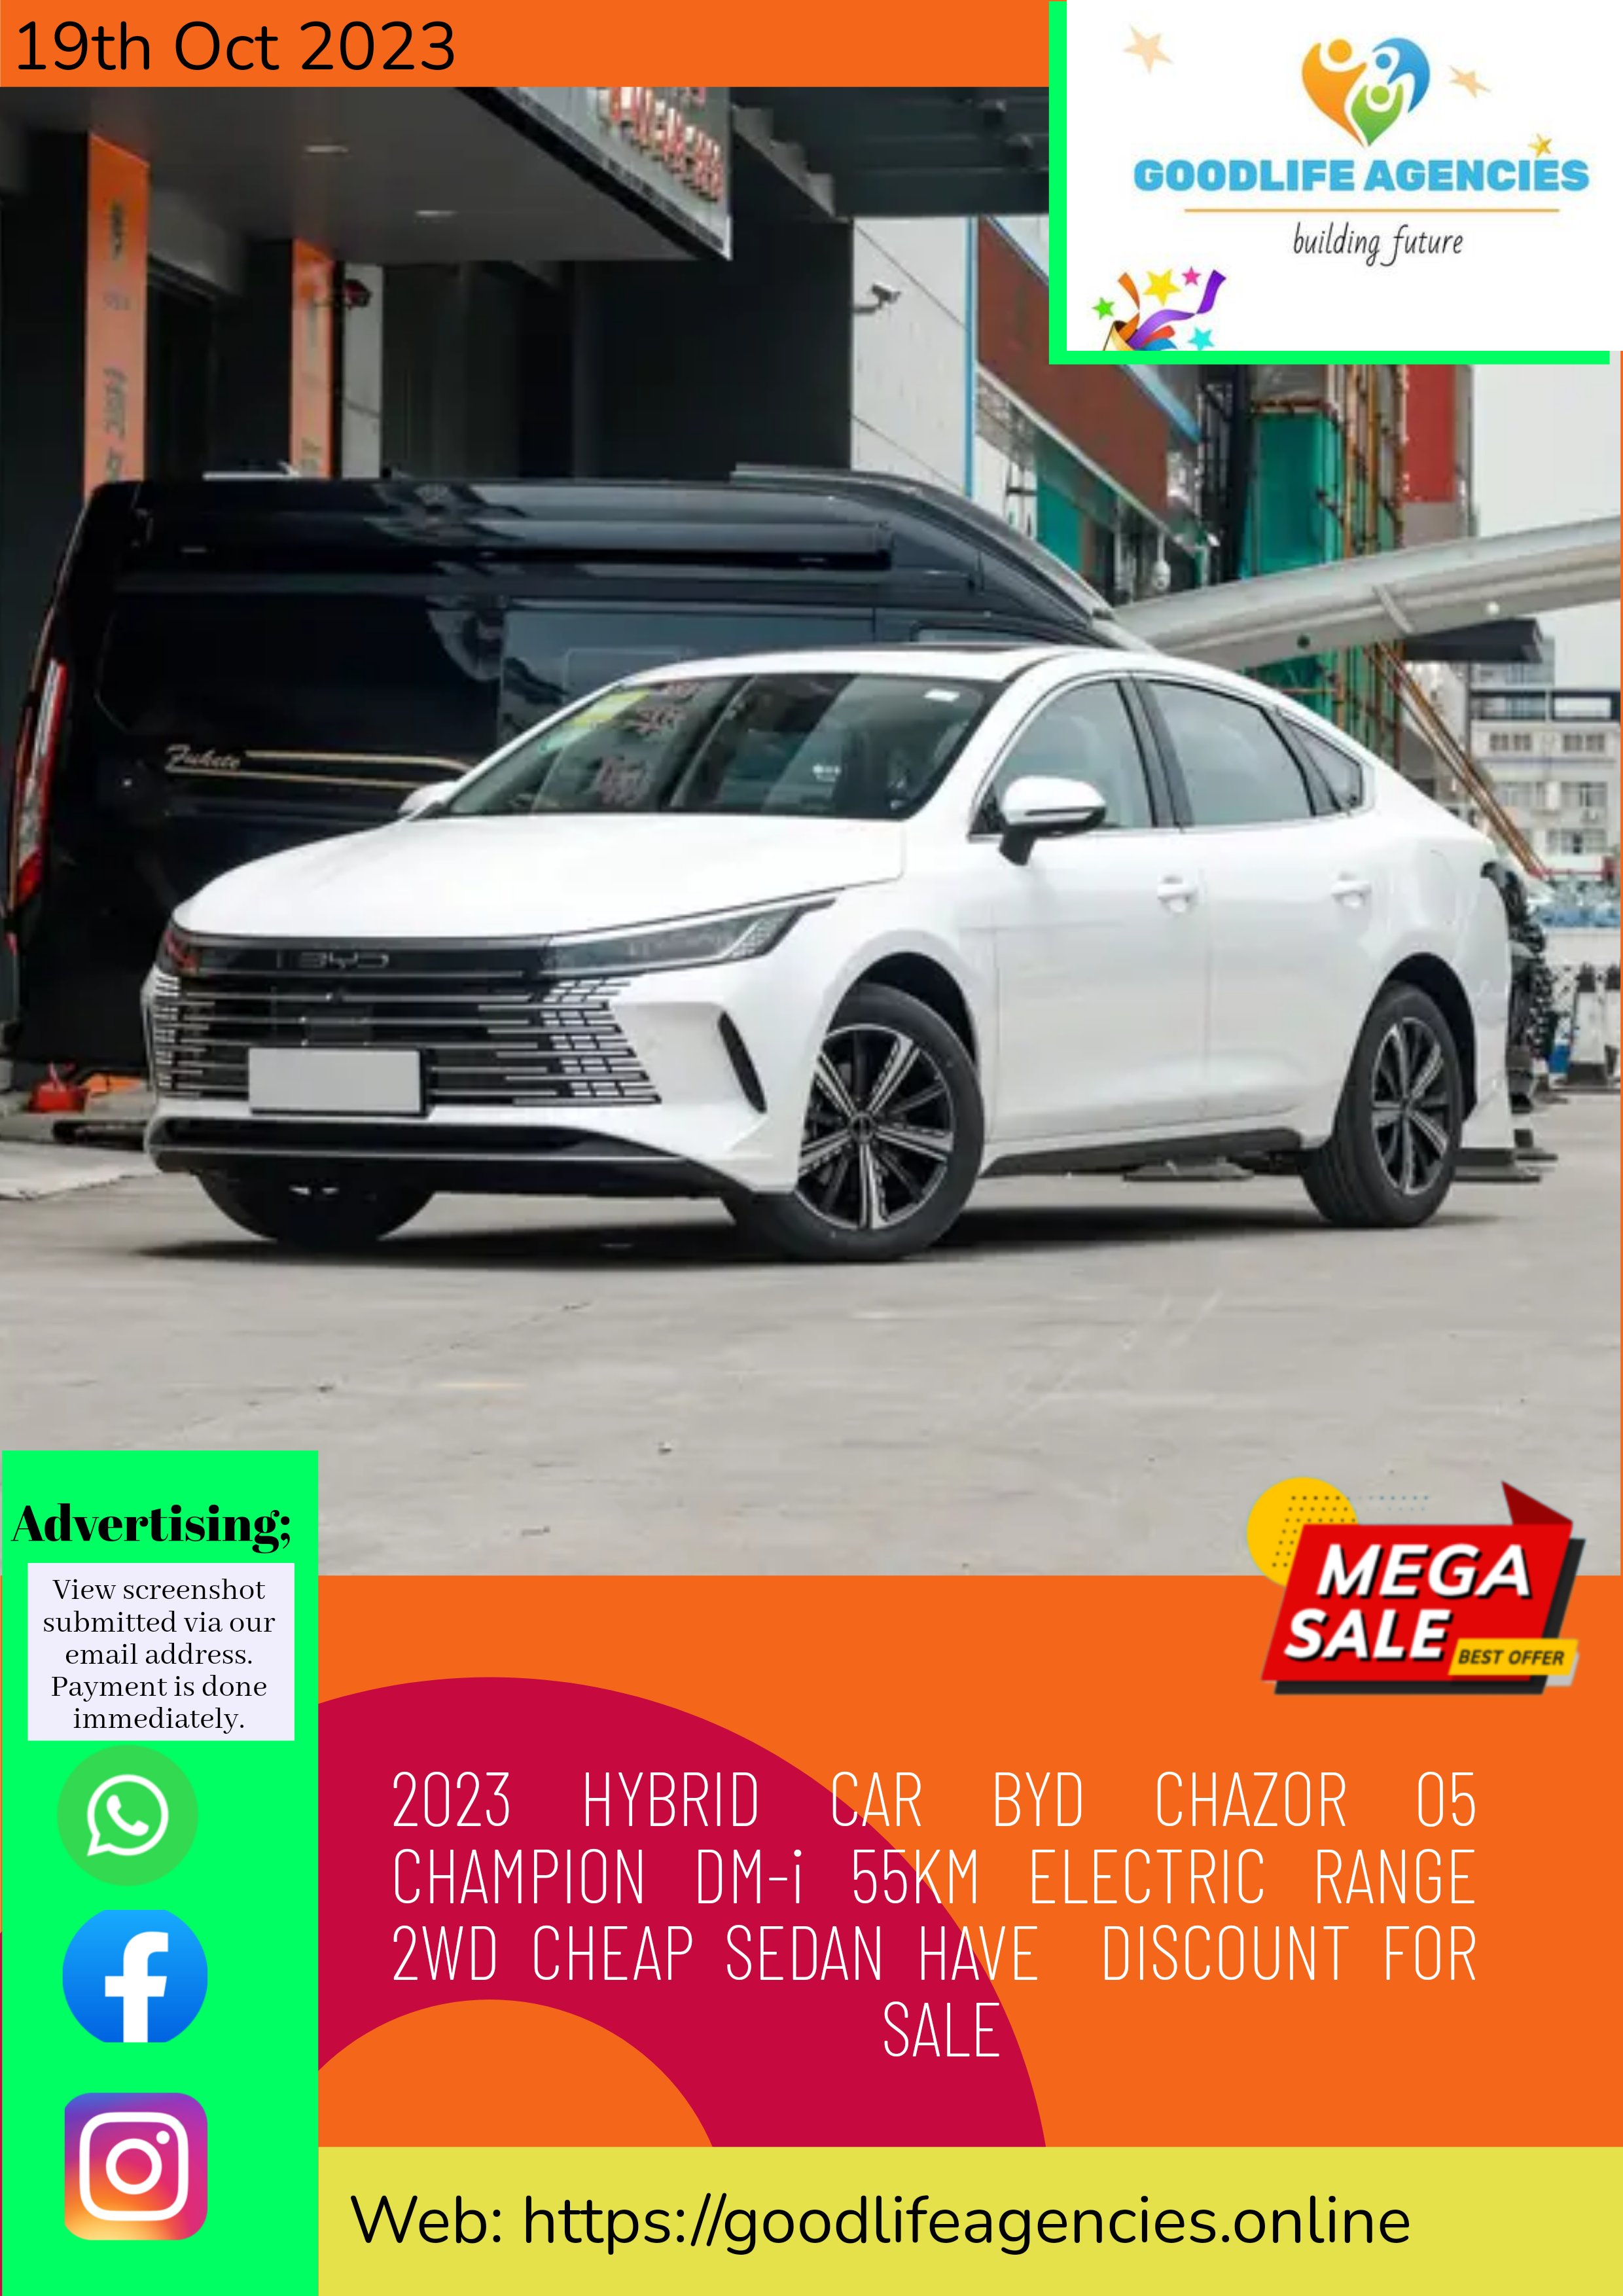 19th Oct 2023
GOODLIFE AGENCIES
building future
Fuhete
BYD
Advertising;
View screenshot
submitted via our
email address.
Payment is done
immediately.
MEGA
SALE
BEST OFFER
2023 HYBRID CAR BYD CHAZOR 05
CHAMPION DM-i 55KM ELECTRIC RANGE
2WD CHEAP SEDAN HAVE DISCOUNT FOR
SALE
Web: https://goodlifeagencies.online